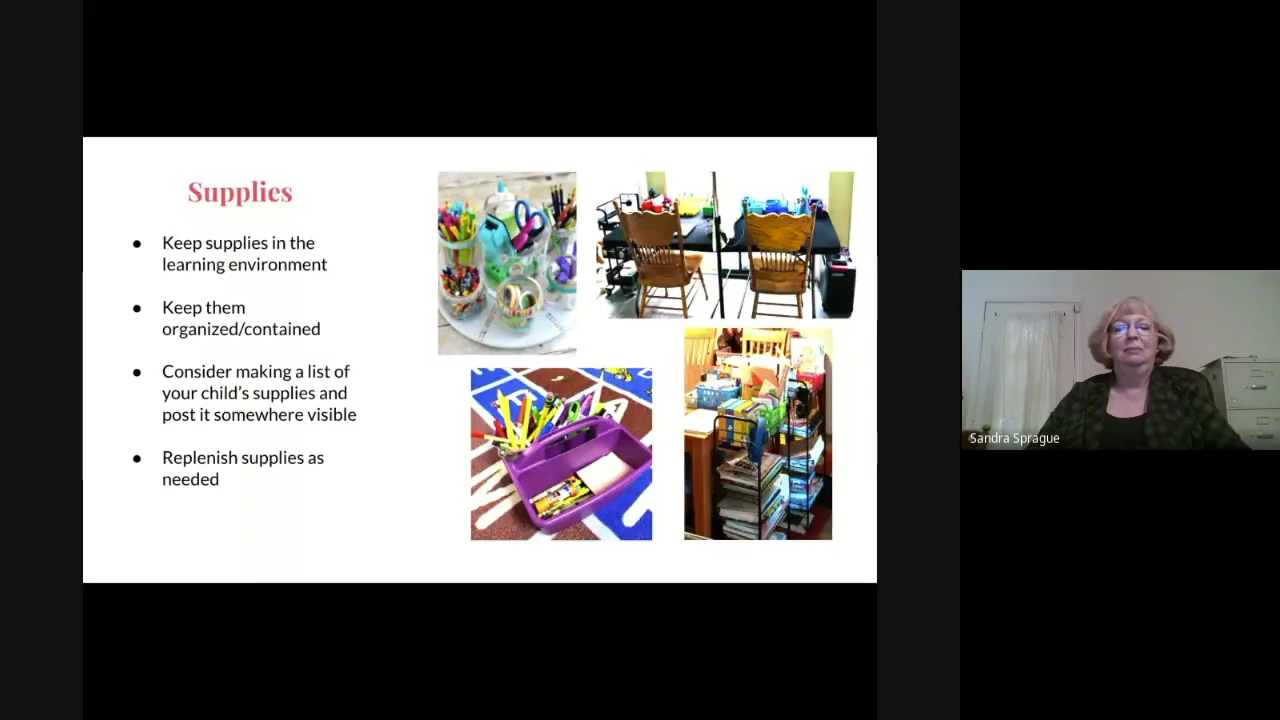 Supplies
● Keep supplies in the
learning environment
● Keep them
organized/contained
● Consider making a list of
your child’s supplies and
post it somewhere visible
● Replenish supplies as
needed
Sandra Sprague